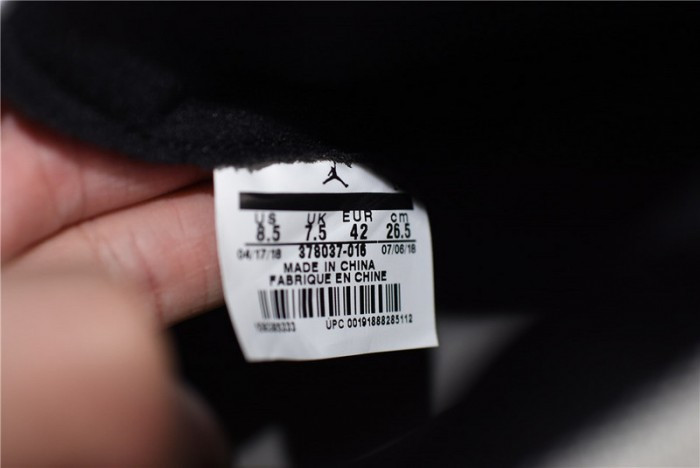 US UK EUR cm
8.5 7.5 42 26.5
04/17/18 378037-016 07/06/18
MADE IN CHINA
FABRIQUE EN CHINE
UPC 00191888285112